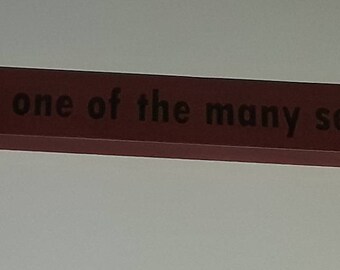 one of the many